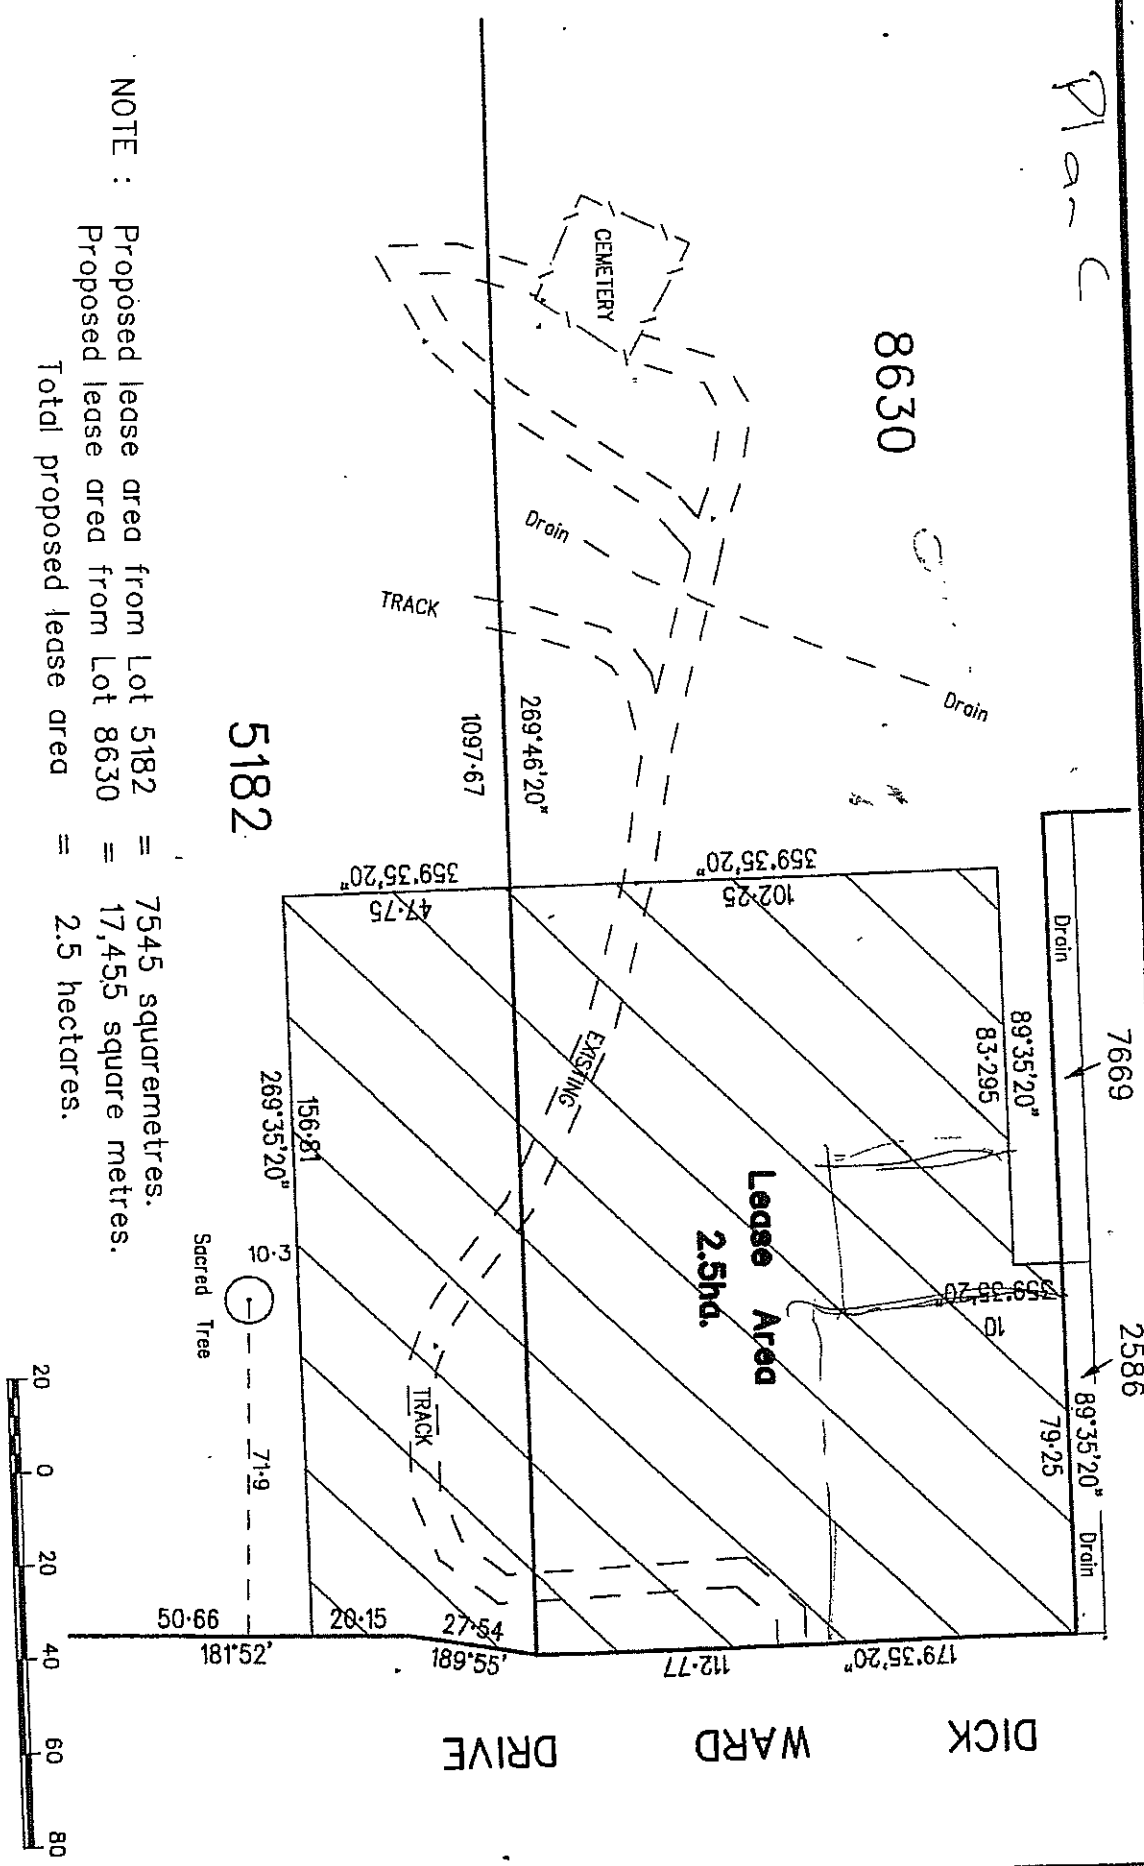 Plan C
8630
CEMETERY
Drain
Drain
TRACK
269°46'20"
1097·67
5182
359°35'20"
47·75
359°35'20"
102·25
89°35'20"
83·295
Drain
7669
2586
359°35'20"
10
89°35'20"
79·25
Drain
EXISTING
TRACK
Lease Area
2.5ha.
156·81
269°35'20"
10·3
Sacred
Tree
71·9
50·66
181°52'
20·15
27·54
189°55'
112·77
179°35'20"
DICK WARD DRIVE
NOTE : Proposed lease area from Lot 5182 = 7545 squaremetres.
Proposed lease area from Lot 8630 = 17,455 square metres.
Total proposed lease area = 2.5 hectares.
20 0 20 40 60 80